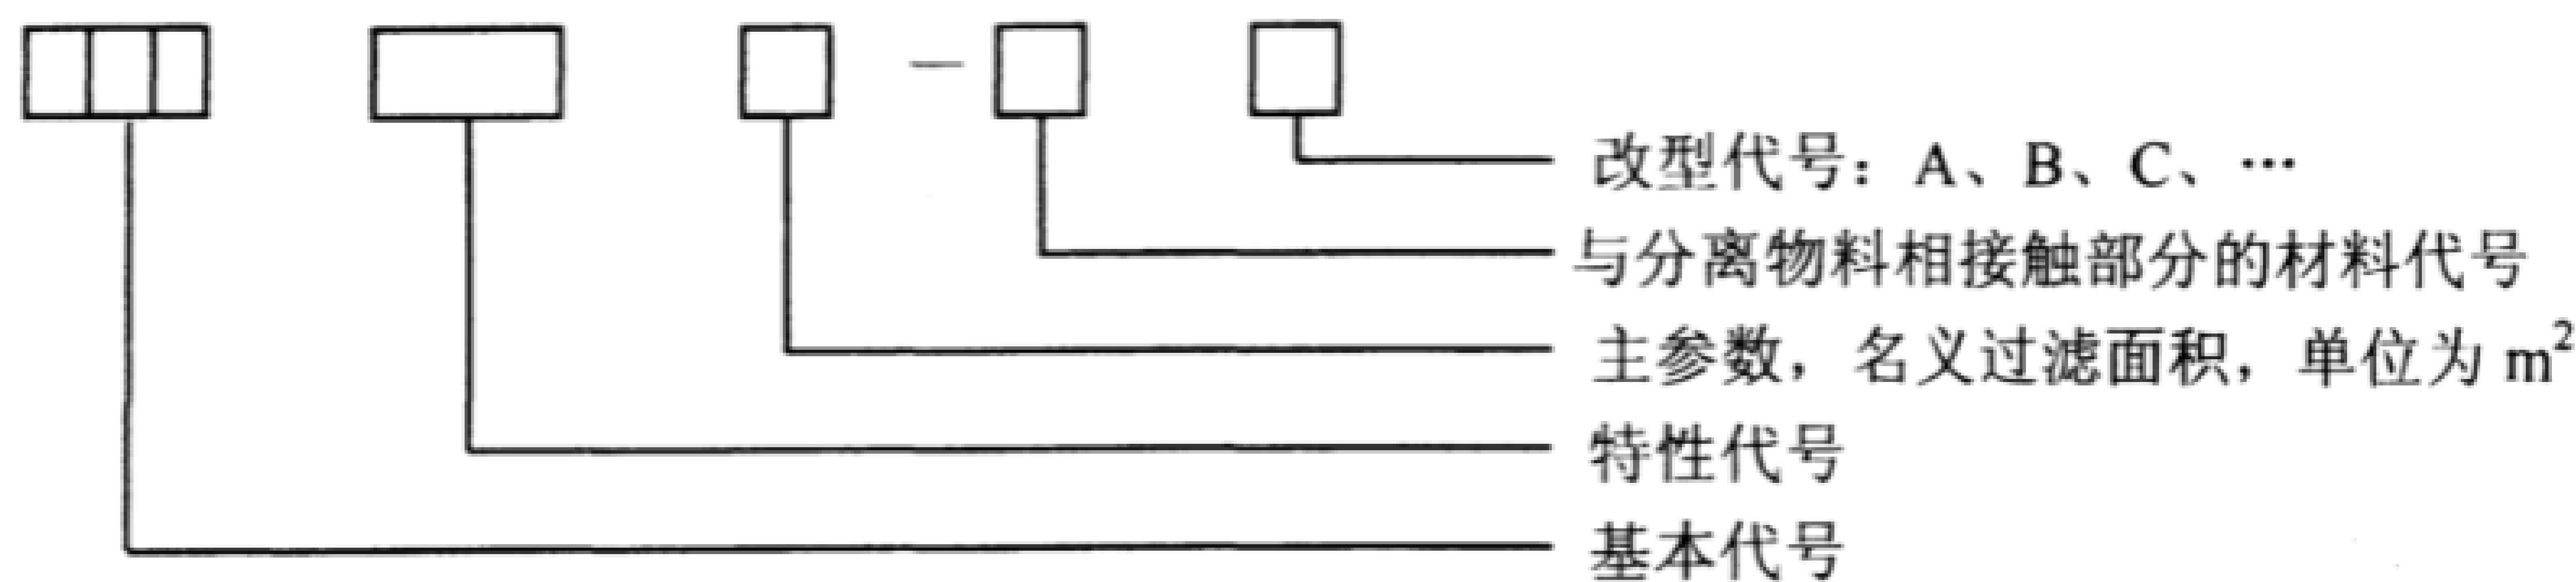 —
改型代号：A、B、C、…
与分离物料相接触部分的材料代号
主参数，名义过滤面积，单位为 m²
特性代号
基本代号